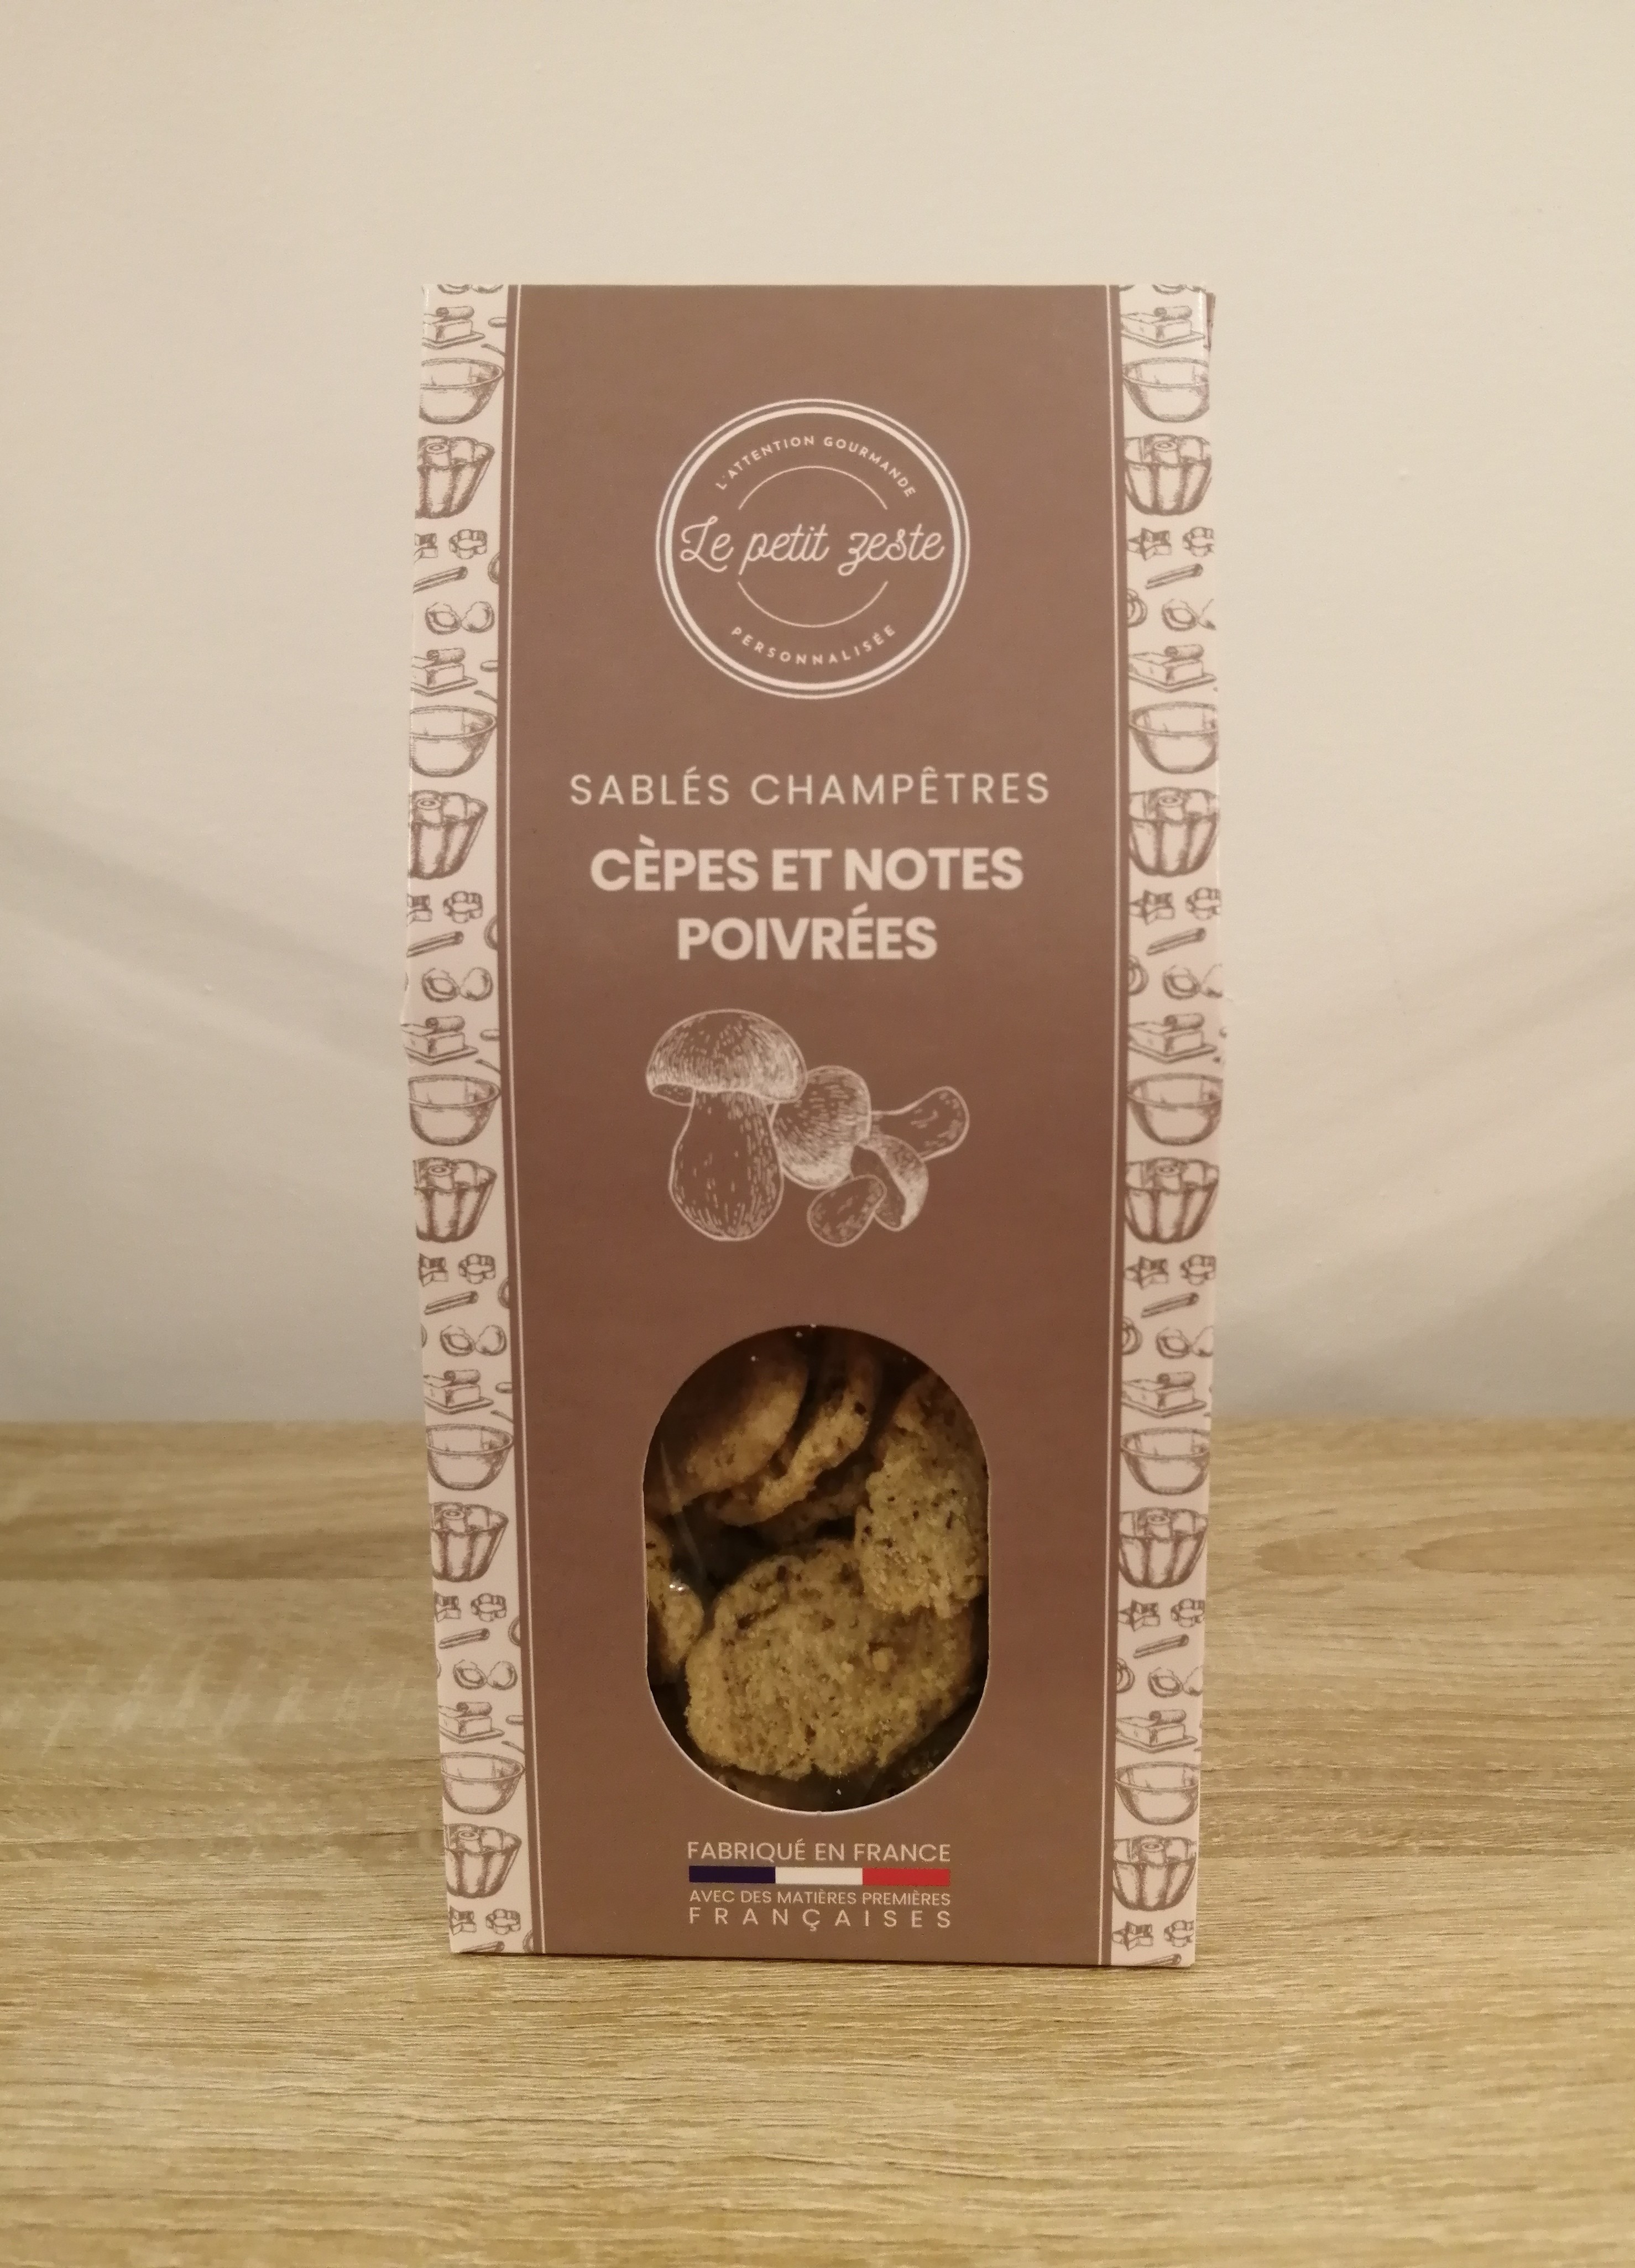 L'ATTENTION GOURMANDE
Le petit zeste
PERSONNALISÉE
SABLÉS CHAMPÊTRES
CÈPES ET NOTES
POIVRÉES
FABRIQUÉ EN FRANCE
AVEC DES MATIÈRES PREMIÈRES
FRANÇAISES